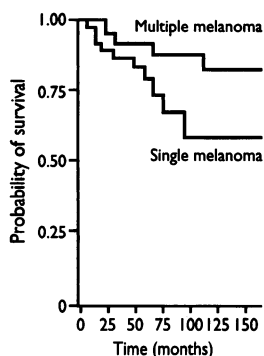 Probability of survival
1.00
0.75
0.50
0.25
0
Multiple melanoma
Single melanoma
0 25 50 75 100 125 150
Time (months)